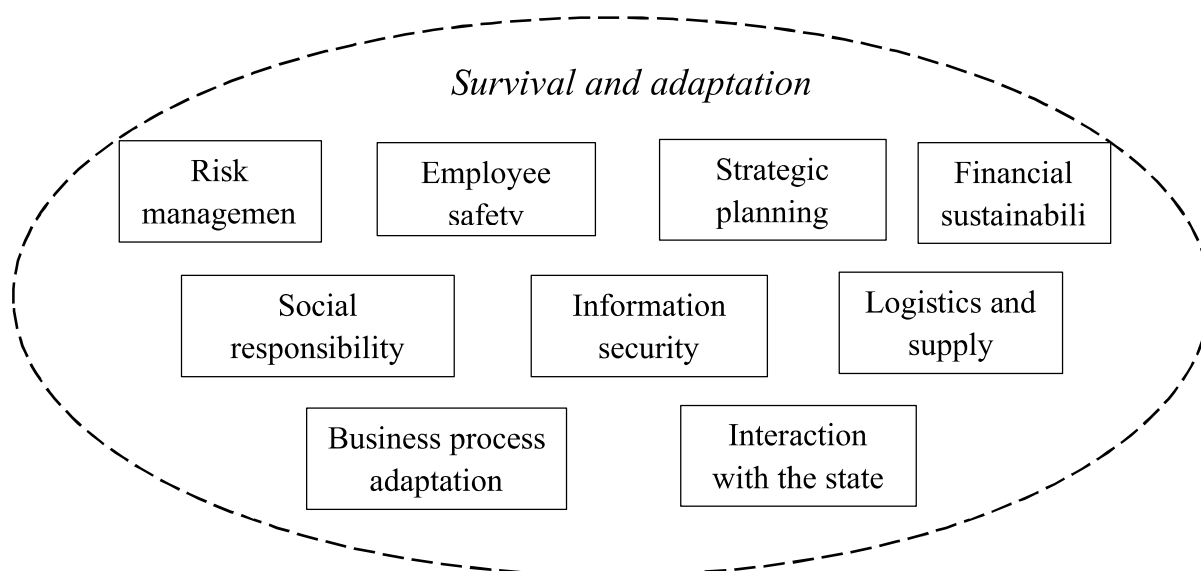 Survival and adaptation
Risk
managemen
Employee
safety
Strategic
planning
Financial
sustainabili
Social
responsibility
Information
security
Logistics and
supply
Business process
adaptation
Interaction
with the state